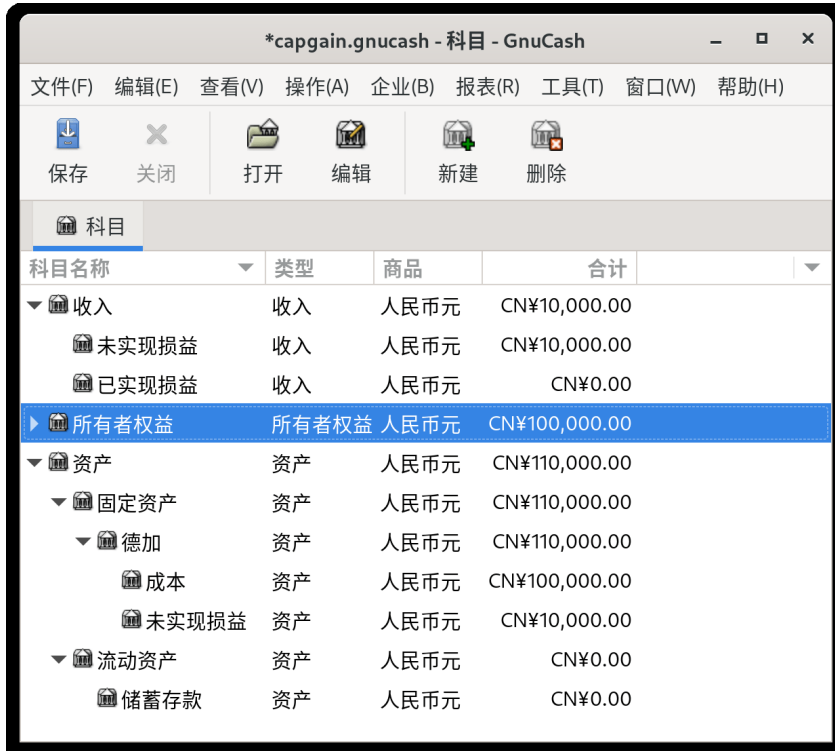 *capgain.gnucash - 科目 - GnuCash
文件(F) 编辑(E) 查看(V) 操作(A) 企业(B) 报表(R) 工具(T) 窗口(W) 帮助(H)
保存 关闭 打开 编辑 新建 删除
科目
科目名称 类型 商品 合计
收入 收入 人民币元 CN¥10,000.00
未实现损益 收入 人民币元 CN¥10,000.00
已实现损益 收入 人民币元 CN¥0.00
所有者权益 所有者权益 人民币元 CN¥100,000.00
资产 资产 人民币元 CN¥110,000.00
固定资产 资产 人民币元 CN¥110,000.00
德加 资产 人民币元 CN¥110,000.00
成本 资产 人民币元 CN¥100,000.00
未实现损益 资产 人民币元 CN¥10,000.00
流动资产 资产 人民币元 CN¥0.00
储蓄存款 资产 人民币元 CN¥0.00